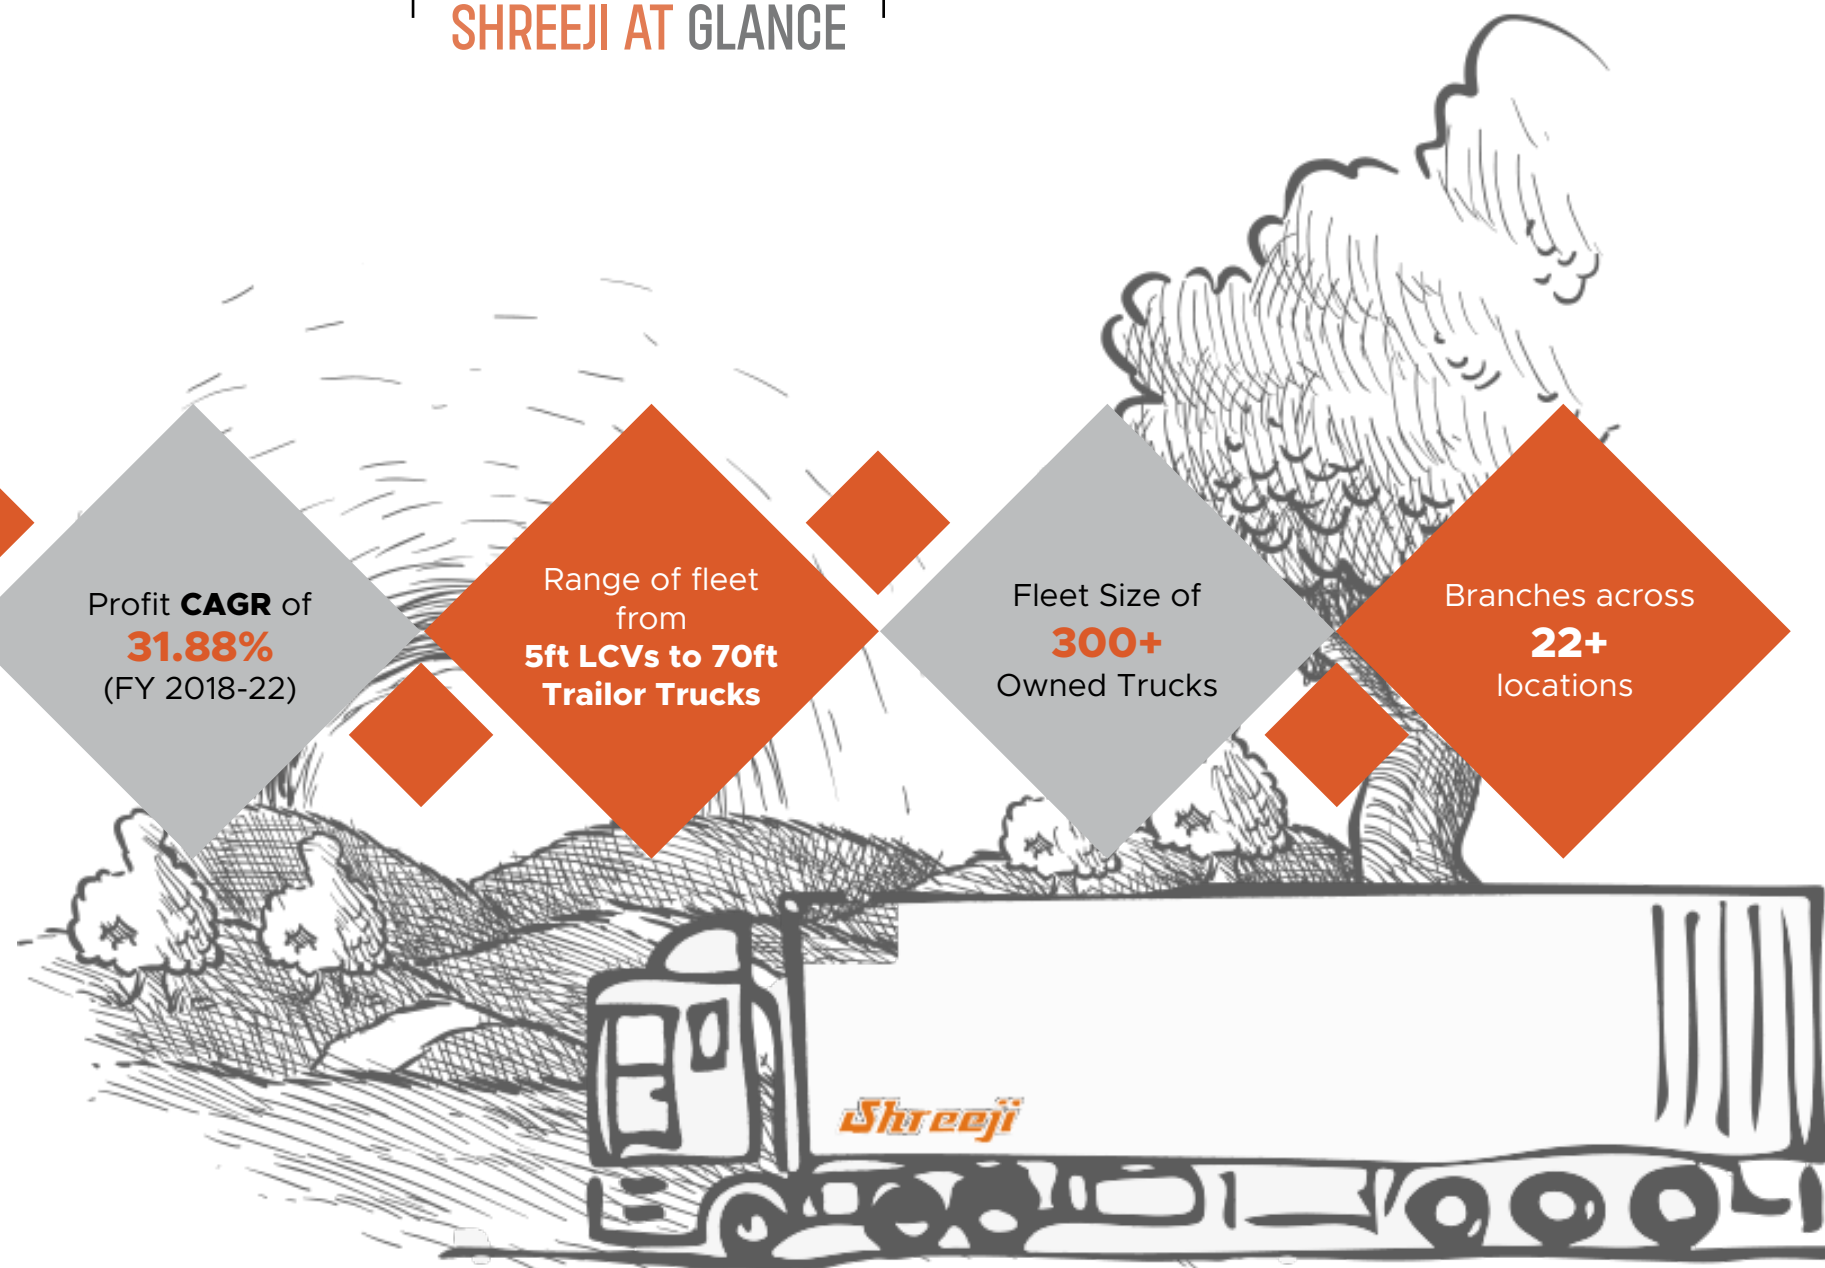 SHREEJI AT GLANCE
Profit CAGR of
31.88%
(FY 2018-22)
Range of fleet
from
5ft LCVs to 70ft
Trailor Trucks
Fleet Size of
300+
Owned Trucks
Branches across
22+
locations
Shreeji